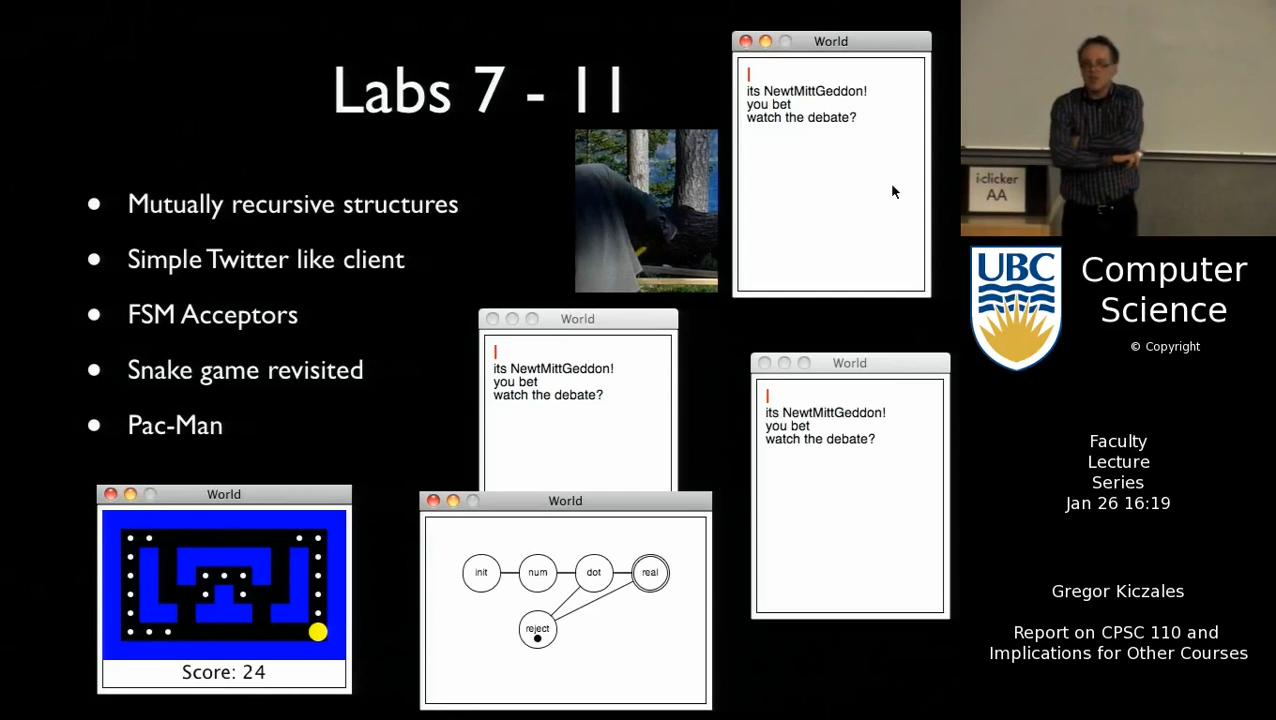 Labs 7 - 11
Mutually recursive structures
Simple Twitter like client
FSM Acceptors
Snake game revisited
Pac-Man
World
its NewtMittGeddon!
you bet
watch the debate?
World
its NewtMittGeddon!
you bet
watch the debate?
World
its NewtMittGeddon!
you bet
watch the debate?
World
Score: 24
World
init
num
dot
real
reject
i-clicker
AA
UBC
Computer
Science
© Copyright
Faculty
Lecture
Series
Jan 26 16:19
Gregor Kiczales
Report on CPSC 110 and
Implications for Other Courses